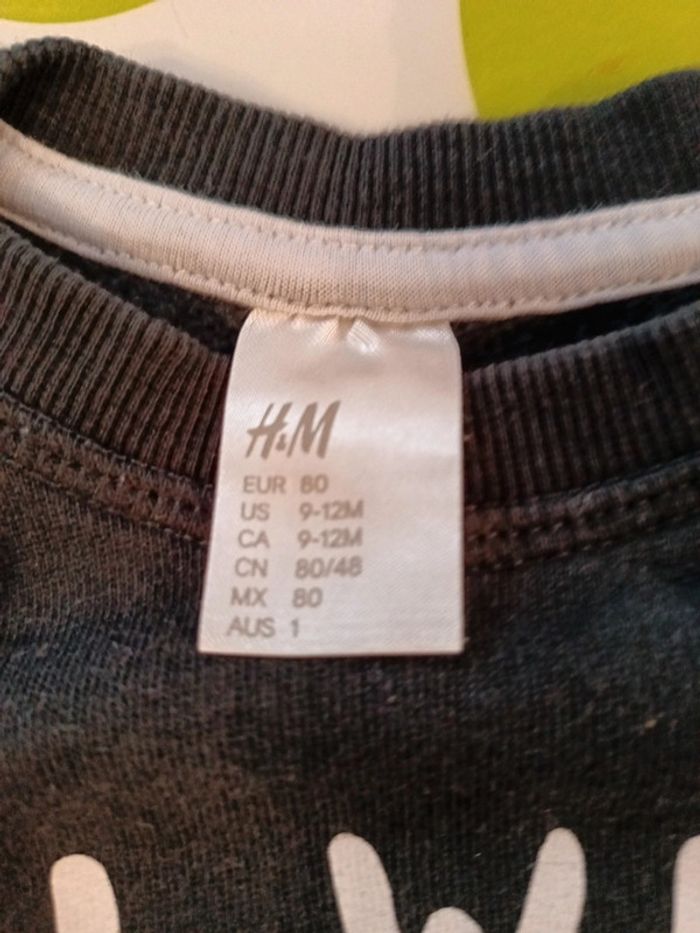 H&M
EUR 80
US 9-12M
CA 9-12M
CN 80/48
MX 80
AUS 1